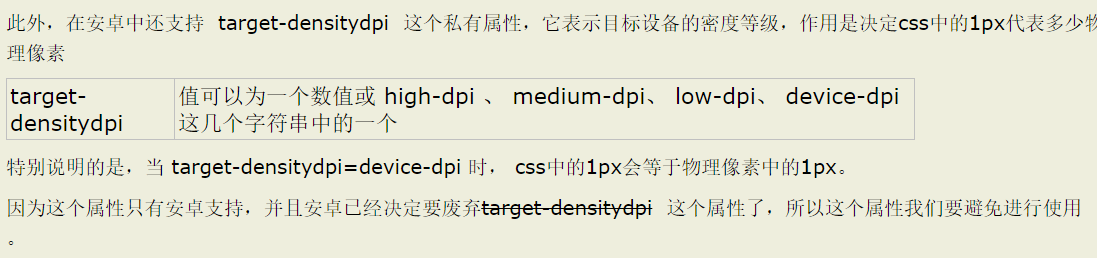 此外，在安卓中还支持 target-densitydpi 这个私有属性，它表示目标设备的密度等级，作用是决定css中的1px代表多少物
理像素
target-
densitydpi
值可以为一个数值或 high-dpi 、 medium-dpi、 low-dpi、 device-dpi
这几个字符串中的一个
特别说明的是，当 target-densitydpi=device-dpi 时， css中的1px会等于物理像素中的1px。
因为这个属性只有安卓支持，并且安卓已经决定要废弃target-densitydpi 这个属性了，所以这个属性我们要避免进行使用
。